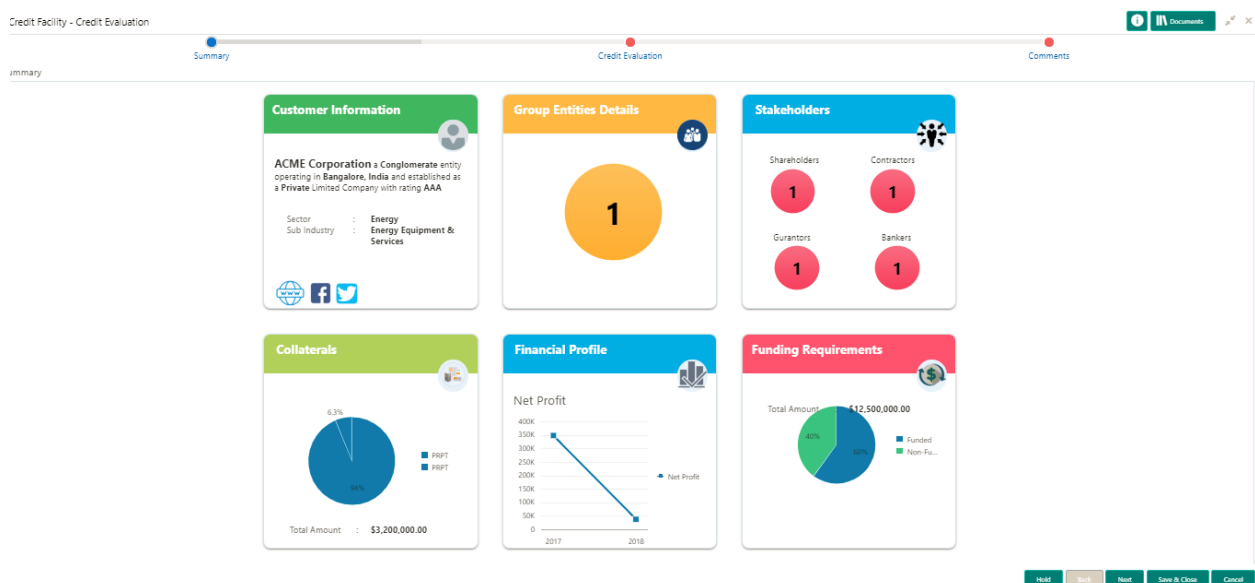 Credit Facility - Credit Evaluation
Documents
Summary
Credit Evaluation
Comments
ummary
Customer Information
ACME Corporation a Conglomerate entity
operating in Bangalore, India and established as
a Private Limited Company with rating AAA
Sector : Energy
Sub Industry : Energy Equipment &
Services
Group Entities Details
1
Stakeholders
Shareholders
Contractors
1
1
Gurantors
Bankers
1
1
Collaterals
6.3%
94%
PRPT
PRPT
Total Amount : $3,200,000.00
Financial Profile
Net Profit
400K
350K
300K
250K
200K
150K
100K
50K
0
2017
2018
Net Profit
Funding Requirements
Total Amount : $12,500,000.00
40%
60%
Funded
Non-Fu...
Hold
Back
Next
Save & Close
Cancel